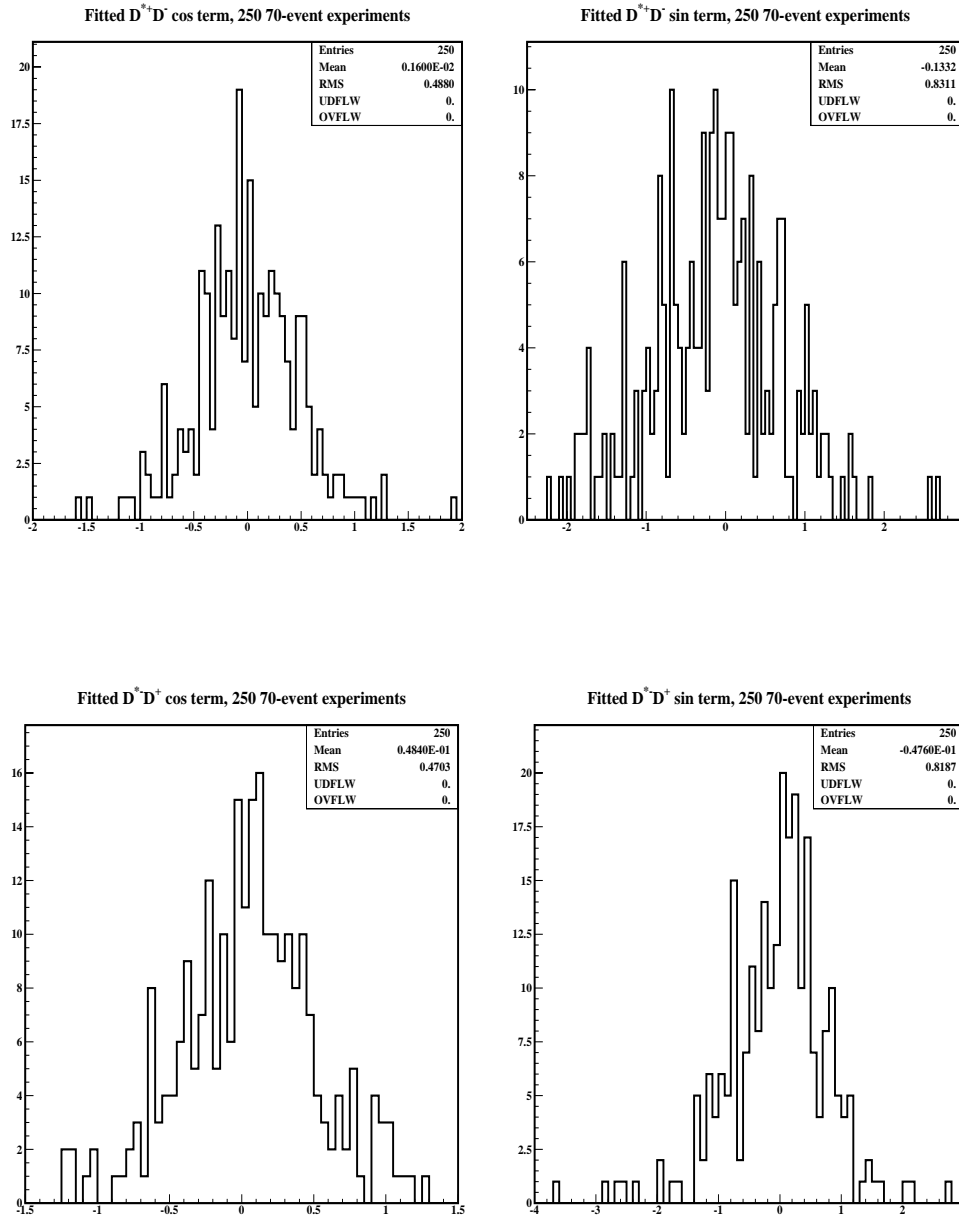 Fitted D*+D- cos term, 250 70-event experiments
Entries 250
Mean 0.1600E-02
RMS 0.4880
UDFLW 0.
OVFLW 0.
20
17.5
15
12.5
10
7.5
5
2.5
0
-2 -1.5 -1 -0.5 0 0.5 1 1.5 2
Fitted D*+D- sin term, 250 70-event experiments
Entries 250
Mean -0.1332
RMS 0.8311
UDFLW 0.
OVFLW 0.
10
8
6
4
2
0
-2 -1 0 1 2
Fitted D*-D+ cos term, 250 70-event experiments
Entries 250
Mean 0.4840E-01
RMS 0.4703
UDFLW 0.
OVFLW 0.
16
14
12
10
8
6
4
2
0
-1.5 -1 -0.5 0 0.5 1 1.5
Fitted D*-D+ sin term, 250 70-event experiments
Entries 250
Mean -0.4760E-01
RMS 0.8187
UDFLW 0.
OVFLW 0.
20
17.5
15
12.5
10
7.5
5
2.5
0
-4 -3 -2 -1 0 1 2